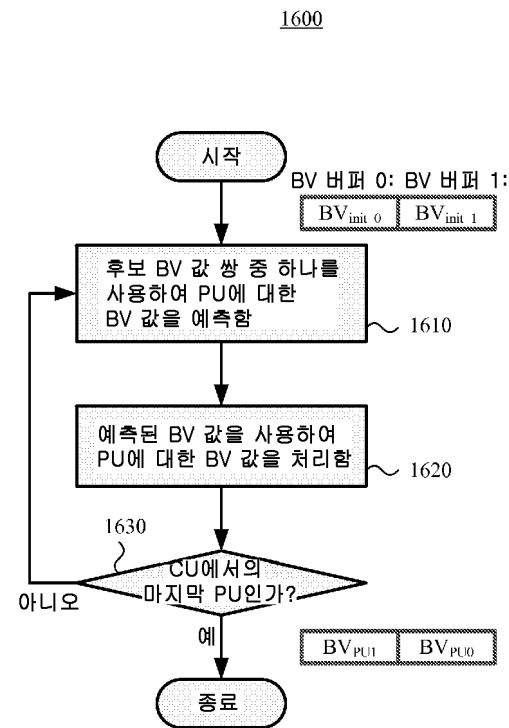 1600
시작
BV 버퍼 0: BV 버퍼 1:
BVinit_0 BVinit_1
후보 BV 값 쌍 중 하나를
사용하여 PU에 대한
BV 값을 예측함
1610
예측된 BV 값을 사용하여
PU에 대한 BV 값을 처리함
1620
1630
CU에서의
마지막 PU인가?
아니오
예
BVPU1 BVPU0
종료